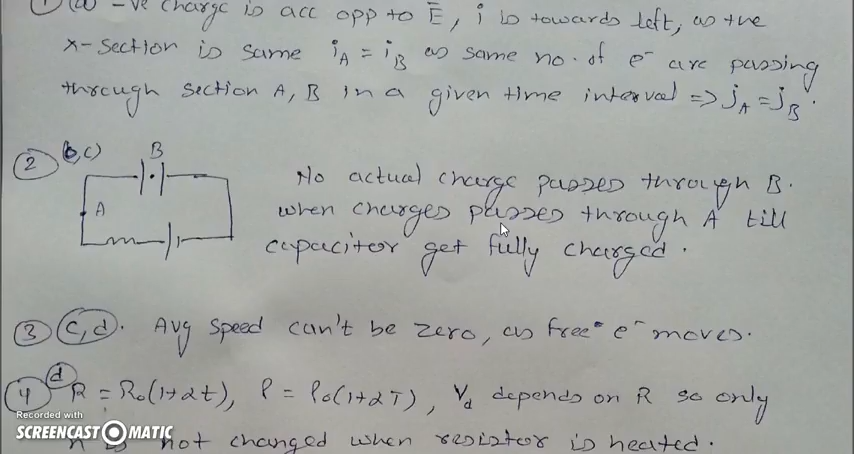 1 (a) -ve charge is acc opp to E̅, i is towards left, as the
x-section is same i_A = i_B as same no. of e⁻ are passing
through section A, B in a given time interval => j_A = j_B.
2 b,c) B
A
No actual charge passes through B.
when charges passes through A till
capacitor get fully charged.
3 c,d. Avg speed can't be zero, as free e⁻ moves.
4 d R = R₀(1+αt), ρ = ρ₀(1+αT), V_d depends on R so only
n is not changed when resistor is heated.
Recorded with
SCREENCAST O MATIC